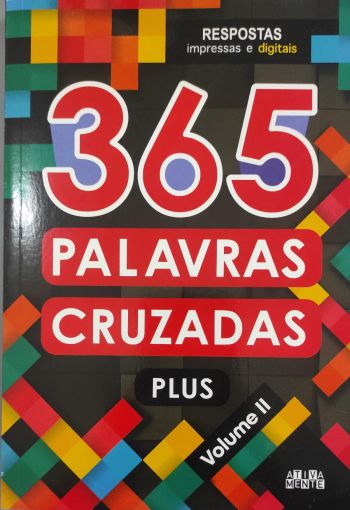 RESPOSTAS
impressas e digitais
365
PALAVRAS
CRUZADAS
PLUS
Volume II
ATIVA
MENTE